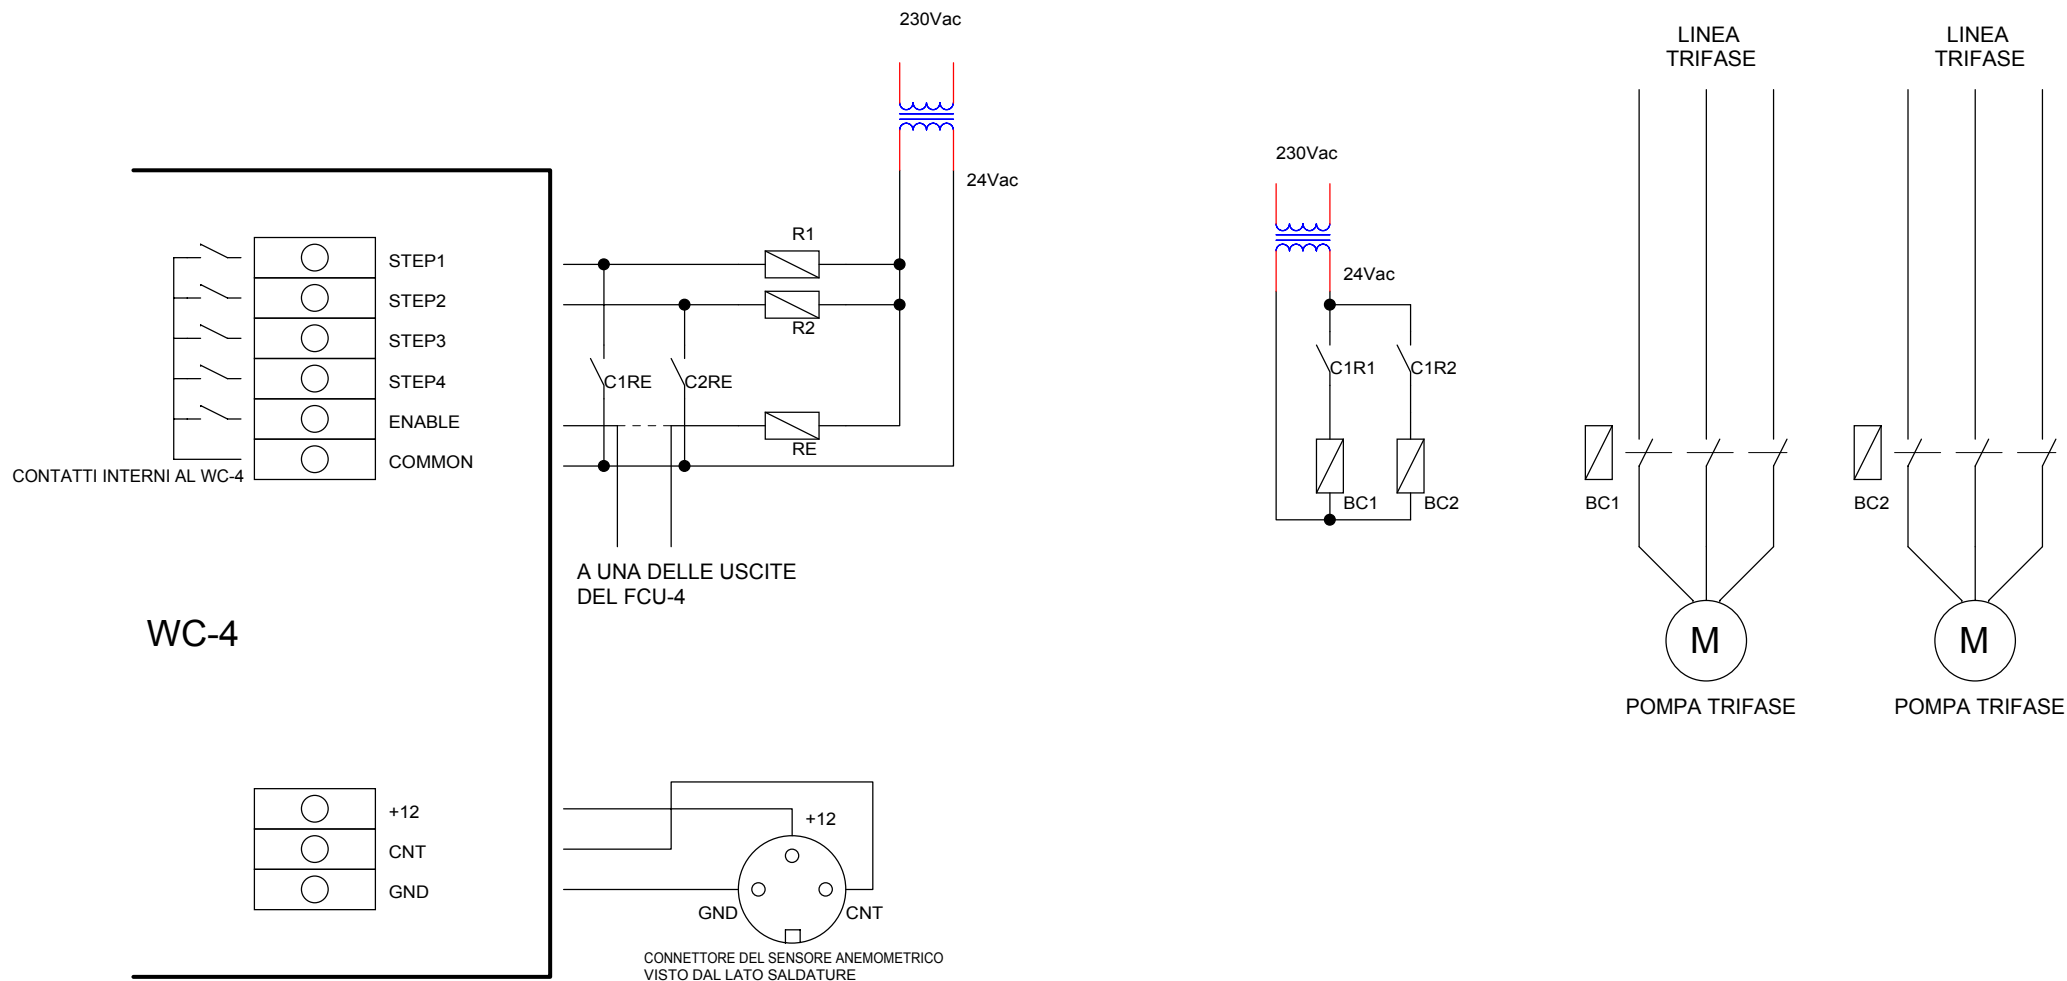 230Vac
24Vac
STEP1
STEP2
STEP3
STEP4
ENABLE
COMMON
CONTATTI INTERNI AL WC-4
R1
R2
C1RE
C2RE
RE
A UNA DELLE USCITE
DEL FCU-4
WC-4
+12
CNT
GND
+12
GND
CNT
CONNETTORE DEL SENSORE ANEMOMETRICO
VISTO DAL LATO SALDATURE
230Vac
24Vac
C1R1
C1R2
BC1
BC2
LINEA
TRIFASE
BC1
M
POMPA TRIFASE
LINEA
TRIFASE
BC2
M
POMPA TRIFASE